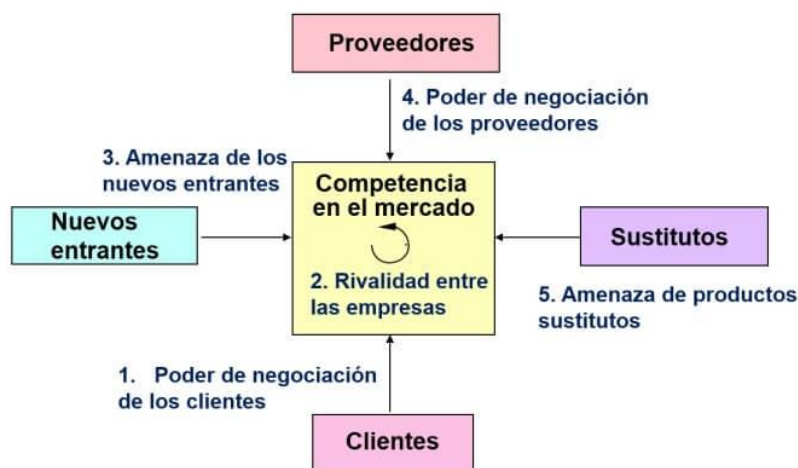 Proveedores
4. Poder de negociación
de los proveedores
3. Amenaza de los
nuevos entrantes
Competencia
en el mercado
Nuevos
entrantes
Sustitutos
2. Rivalidad entre
las empresas
5. Amenaza de productos
sustitutos
1. Poder de negociación
de los clientes
Clientes